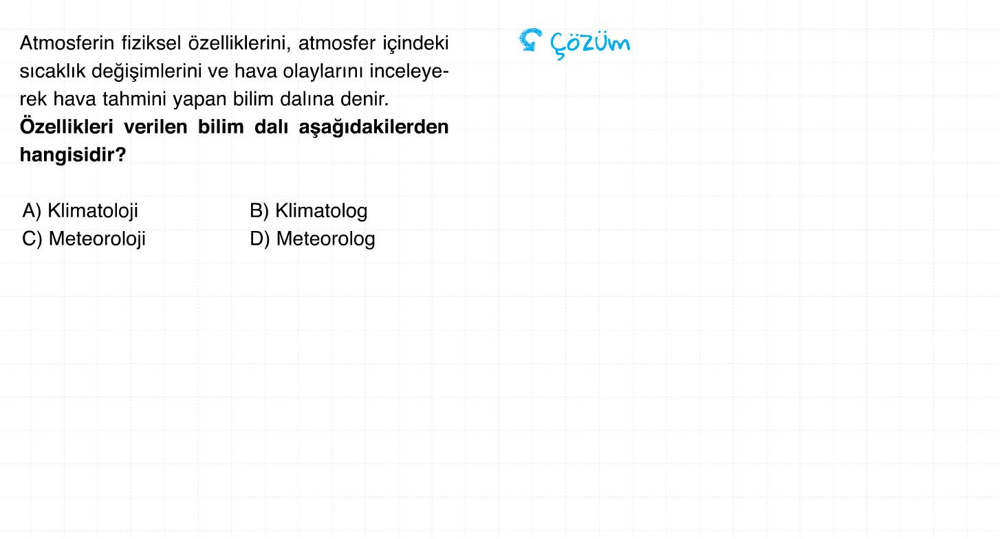 Atmosferin fiziksel özelliklerini, atmosfer içindeki
sıcaklık değişimlerini ve hava olaylarını inceleye-
rek hava tahmini yapan bilim dalına denir.
Özellikleri verilen bilim dalı aşağıdakilerden
hangisidir?
A) Klimatoloji B) Klimatolog
C) Meteoroloji D) Meteorolog
Çözüm